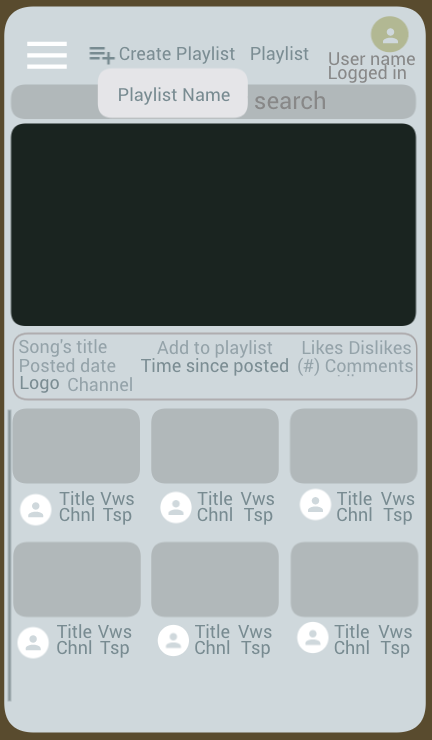 Create Playlist Playlist
User name
Logged in
Playlist Name
search
Song's title Add to playlist Likes Dislikes
Posted date Time since posted (#) Comments
Logo Channel
Title Vws Title Vws Title Vws
Chnl Tsp Chnl Tsp Chnl Tsp
Title Vws Title Vws Title Vws
Chnl Tsp Chnl Tsp Chnl Tsp